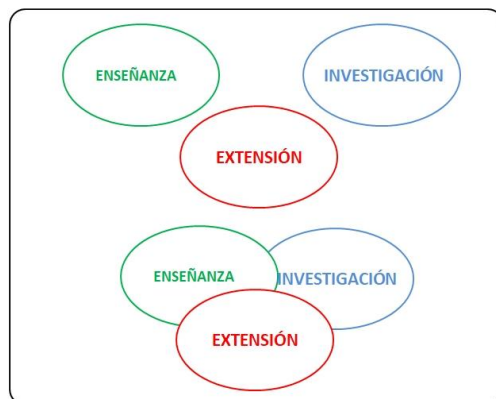 ENSEÑANZA
INVESTIGACIÓN
EXTENSIÓN
ENSEÑANZA
INVESTIGACIÓN
EXTENSIÓN